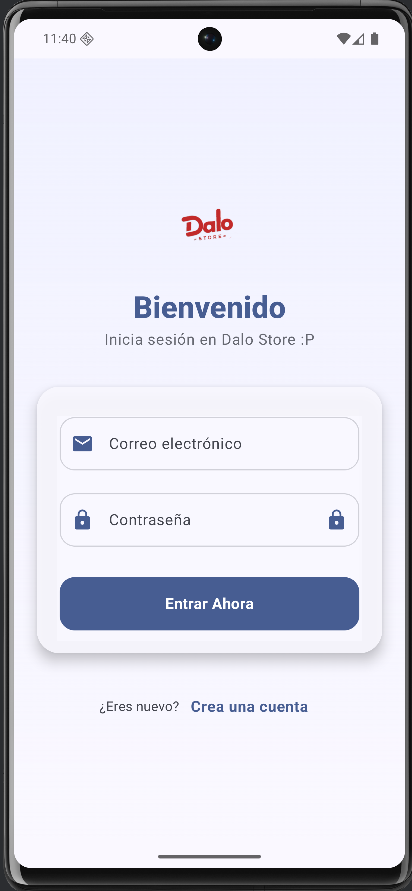 11:40
Dalo
STORE
Bienvenido
Inicia sesión en Dalo Store :P
Correo electrónico
Contraseña
Entrar Ahora
¿Eres nuevo? Crea una cuenta